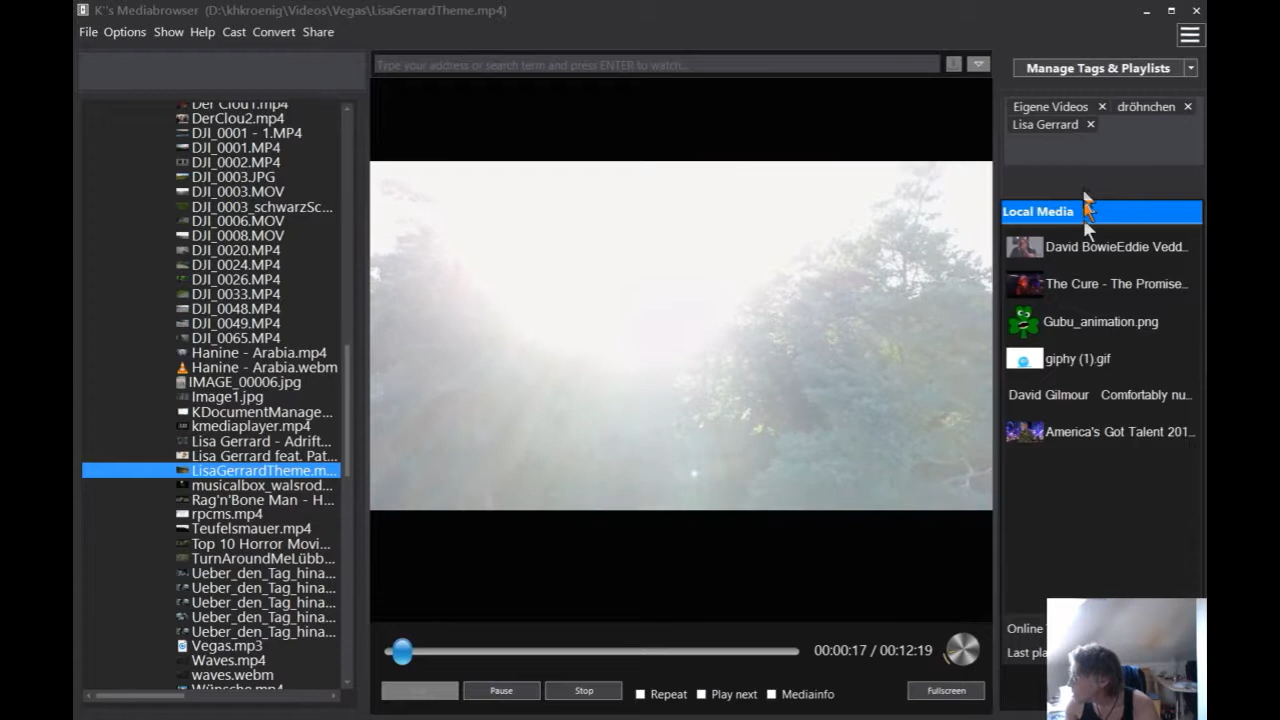 K''s Mediabrowser (D:\khkroenig\Videos\Vegas\LisaGerrardTheme.mp4)
File Options Show Help Cast Convert Share
Type your address or search term and press ENTER to watch...
Manage Tags & Playlists
Eigene Videos × dröhnchen ×
Lisa Gerrard ×
Der Clou1.mp4
DerClou2.mp4
DJI_0001 - 1.MP4
DJI_0001.MP4
DJI_0002.MP4
DJI_0003.JPG
DJI_0003.MOV
DJI_0003_schwarzSc...
DJI_0006.MOV
DJI_0008.MOV
DJI_0020.MP4
DJI_0024.MP4
DJI_0026.MP4
DJI_0033.MP4
DJI_0048.MP4
DJI_0049.MP4
DJI_0065.MP4
Hanine - Arabia.mp4
Hanine - Arabia.webm
IMAGE_00006.jpg
Image1.jpg
KDocumentManage...
kmediaplayer.mp4
Lisa Gerrard - Adrift...
Lisa Gerrard feat. Pat...
LisaGerrardTheme.m...
musicalbox_walsrod...
Rag'n'Bone Man - H...
rpcms.mp4
Teufelsmauer.mp4
Top 10 Horror Movi...
TurnAroundMeLübb...
Ueber_den_Tag_hina...
Ueber_den_Tag_hina...
Ueber_den_Tag_hina...
Ueber_den_Tag_hina...
Ueber_den_Tag_hina...
Vegas.mp3
Waves.mp4
waves.webm
Wünsche.mp4
Local Media
David BowieEddie Vedd...
The Cure - The Promise...
Gubu_animation.png
giphy (1).gif
David Gilmour Comfortably nu...
America's Got Talent 201...
Online
Last pla
00:00:17 / 00:12:19
Pause
Stop
Repeat
Play next
Mediainfo
Fullscreen